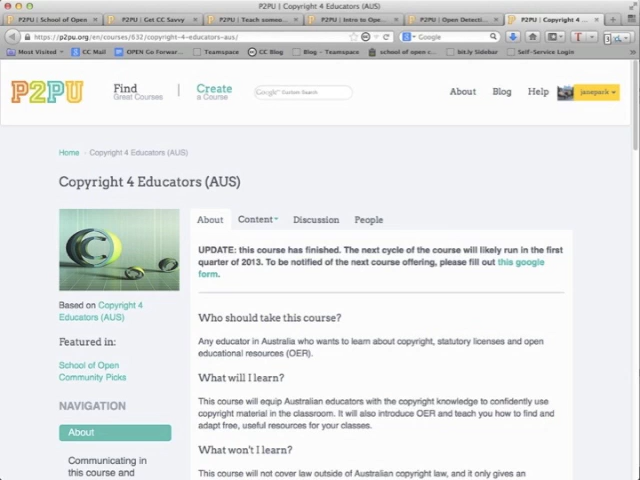 P2PU | Copyright 4 Educators (AUS)
P2PU | School of Open
P2PU | Get CC Savvy
P2PU | Teach someo...
P2PU | Intro to Ope...
P2PU | Open Detecti...
P2PU | Copyright 4 ...
https://p2pu.org/en/courses/632/copyright-4-educators-aus/
Google
Most Visited
CC Mail
OPEN Go Forwar...
Teamspace
CC
Blog - Teamspace
school of open c...
bit.ly Sidebar
Self-Service Login
P2PU
Find
Great Courses
Create
a Course
Google Custom Search
About
Blog
Help
janepark
Home
Copyright 4 Educators (AUS)
Copyright 4 Educators (AUS)
About
Content
Discussion
People
UPDATE: this course has finished. The next cycle of the course will likely run in the first
quarter of 2013. To be notified of the next course offering, please fill out this google
form.
Based on Copyright 4
Educators (AUS)
Featured in:
School of Open
Community Picks
NAVIGATION
About
Communicating in
this course and
Who should take this course?
Any educator in Australia who wants to learn about copyright, statutory licenses and open
educational resources (OER).
What will I learn?
This course will equip Australian educators with the copyright knowledge to confidently use
copyright material in the classroom. It will also introduce OER and teach you how to find and
adapt free, useful resources for your classes.
What won't I learn?
This course will not cover law outside of Australian copyright law, and it only gives an